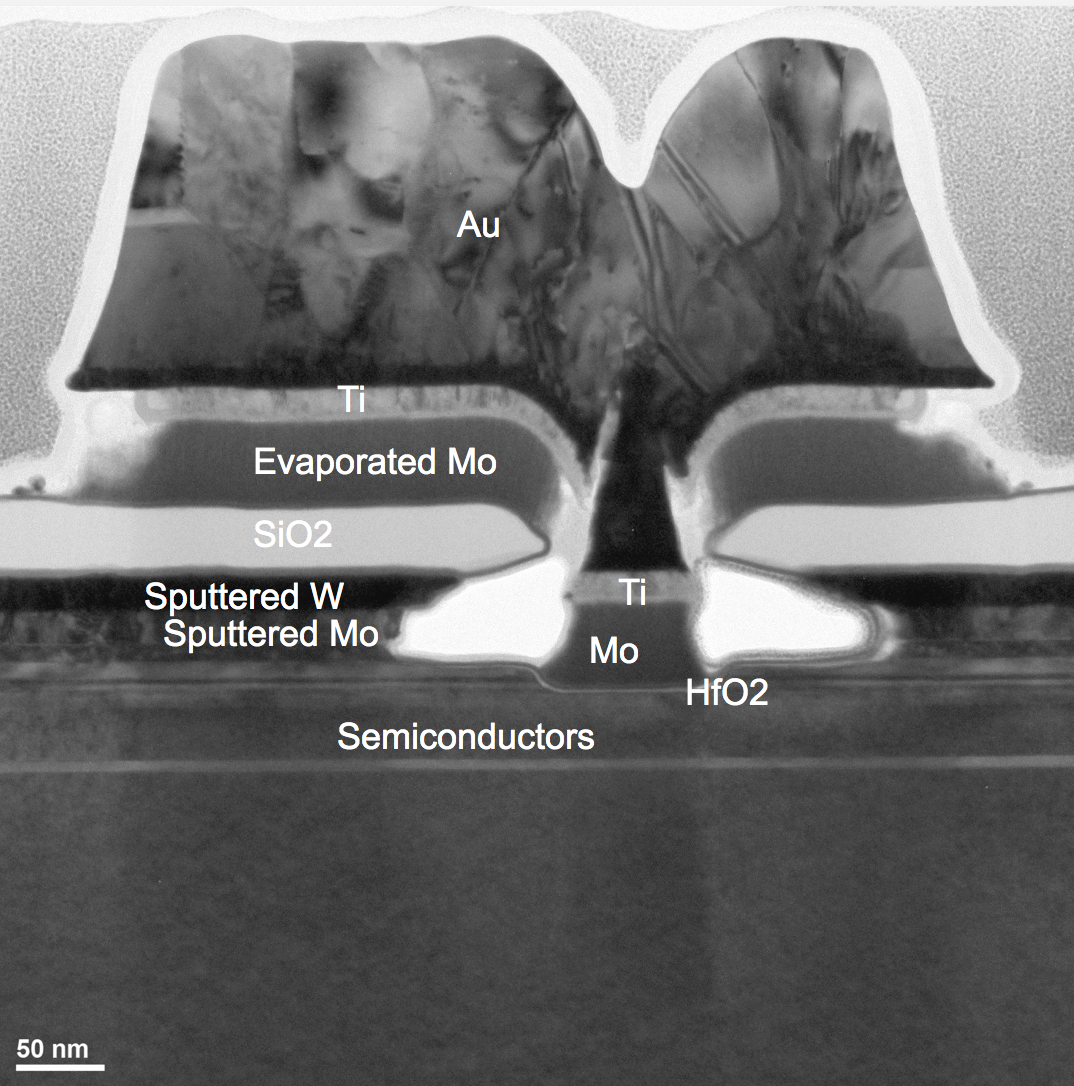 Au
Ti
Evaporated Mo
SiO2
Sputtered W
Ti
Sputtered Mo
Mo
HfO2
Semiconductors
50 nm